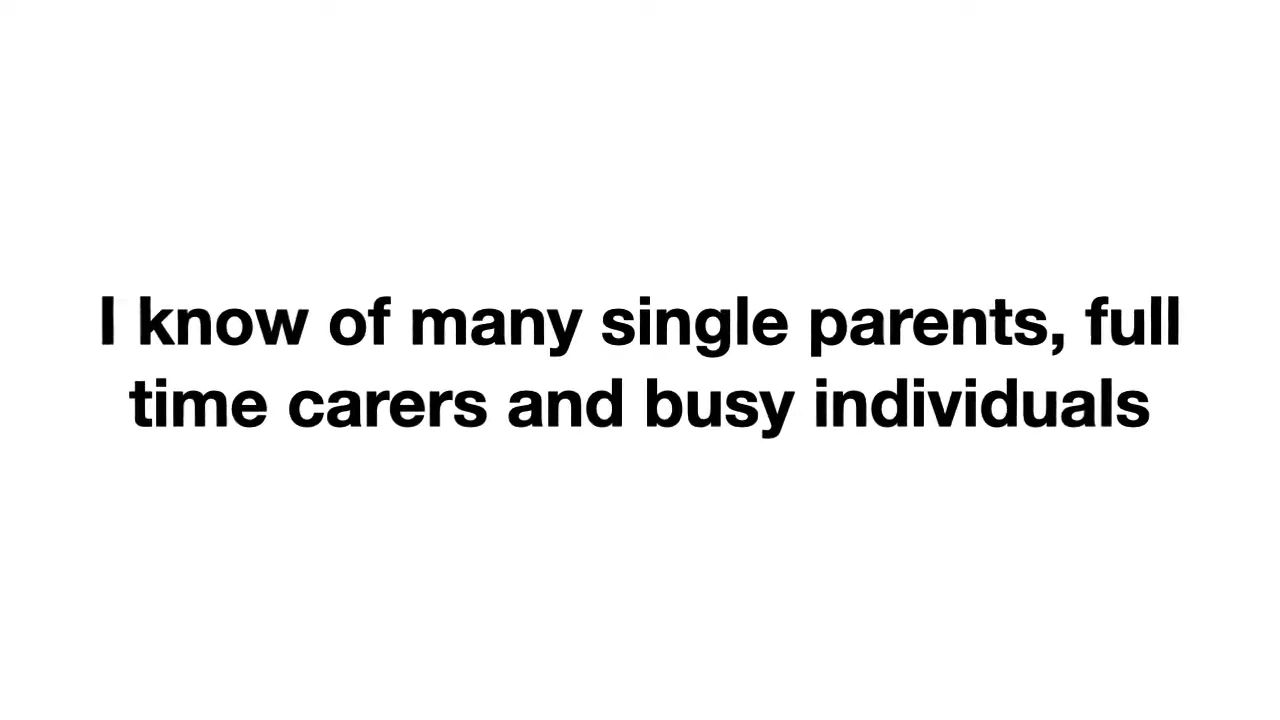 I know of many single parents, full
time carers and busy individuals